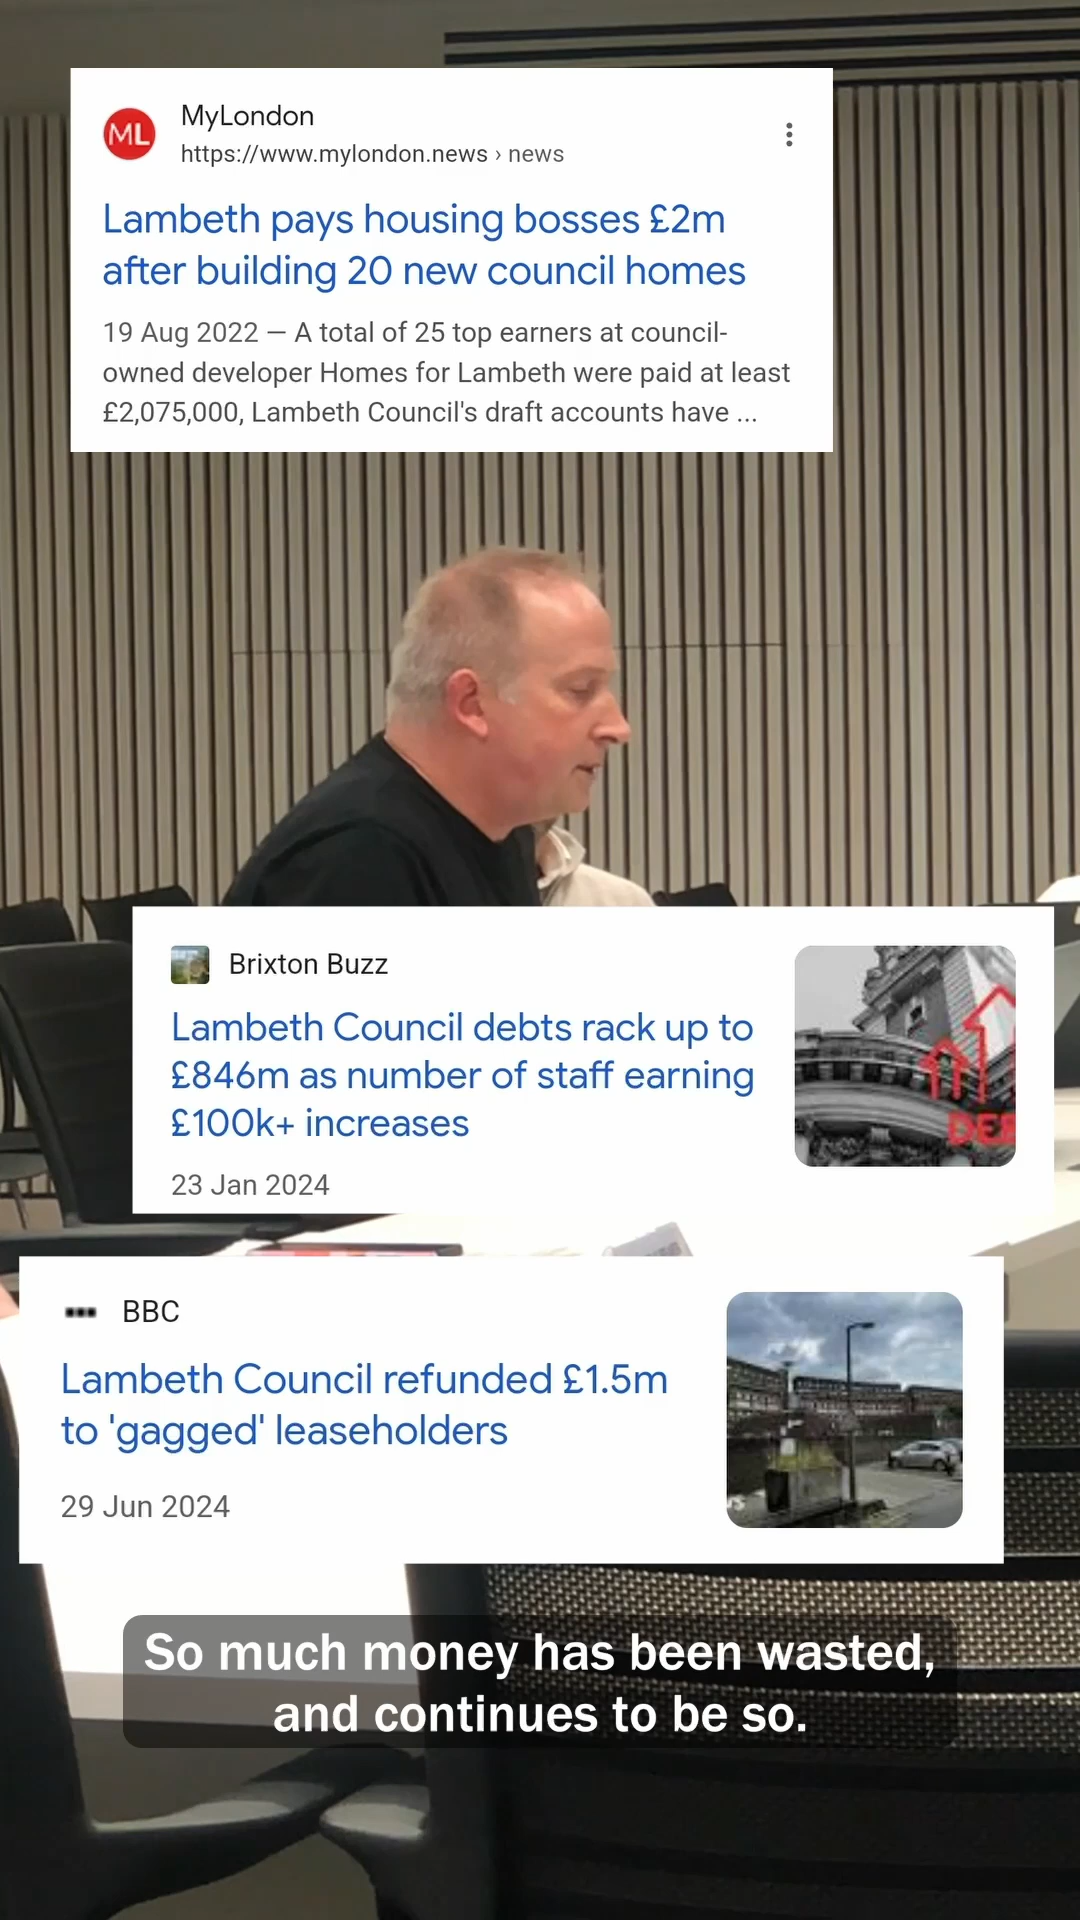 ML
MyLondon
https://www.mylondon.news › news
Lambeth pays housing bosses £2m
after building 20 new council homes
19 Aug 2022 — A total of 25 top earners at council-
owned developer Homes for Lambeth were paid at least
£2,075,000, Lambeth Council's draft accounts have ...
Brixton Buzz
Lambeth Council debts rack up to
£846m as number of staff earning
£100k+ increases
23 Jan 2024
BBC
Lambeth Council refunded £1.5m
to 'gagged' leaseholders
29 Jun 2024
So much money has been wasted,
and continues to be so.